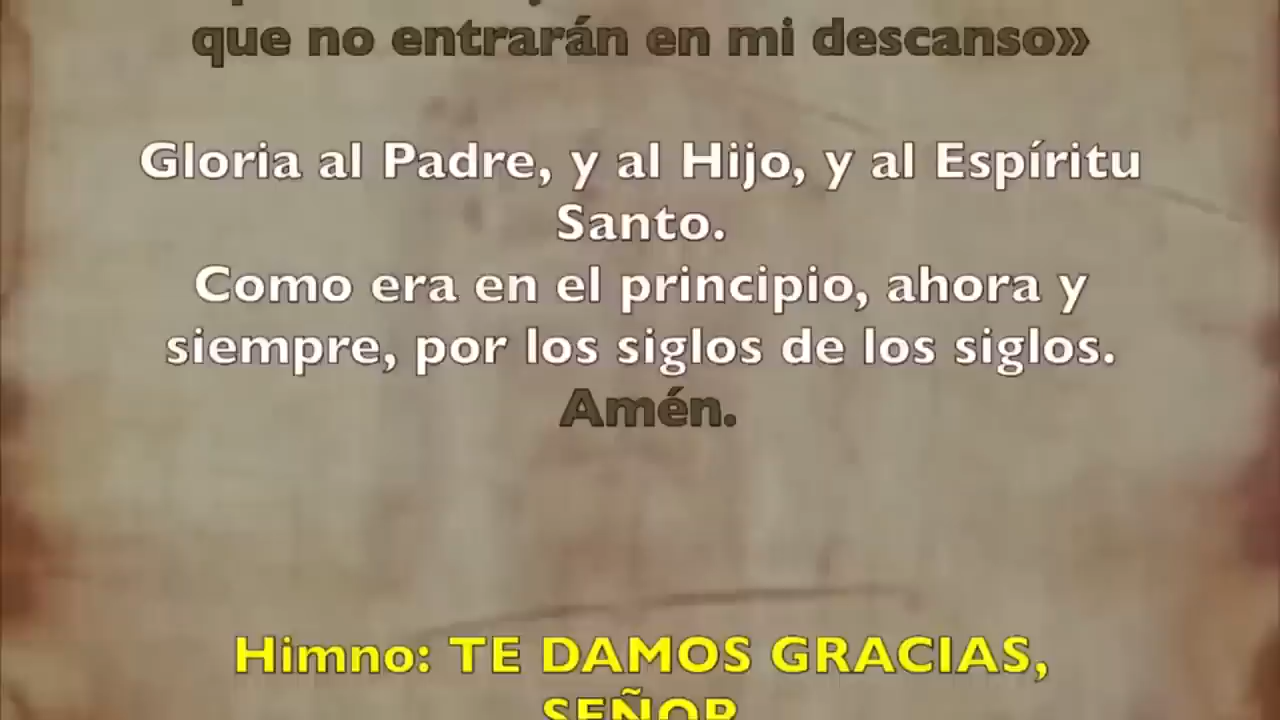 que no entrarán en mi descanso»
Gloria al Padre, y al Hijo, y al Espíritu
Santo.
Como era en el principio, ahora y
siempre, por los siglos de los siglos.
Amén.
Himno: TE DAMOS GRACIAS,
SEÑOR